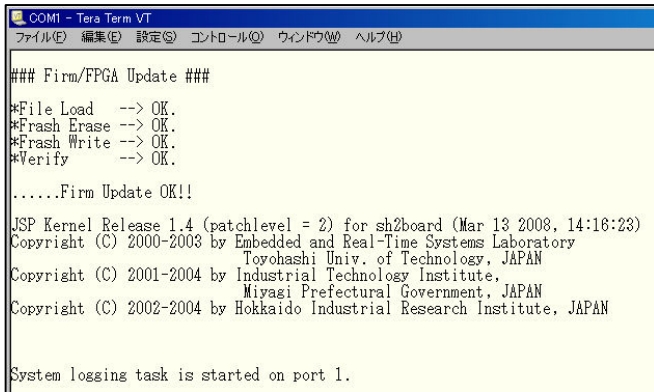 COM1 - Tera Term VT
ファイル(F) 編集(E) 設定(S) コントロール(O) ウィンドウ(W) ヘルプ(H)
### Firm/FPGA Update ###
*File Load --> OK.
*Frash Erase --> OK.
*Frash Write --> OK.
*Verify --> OK.
......Firm Update OK!!
JSP Kernel Release 1.4 (patchlevel = 2) for sh2board (Mar 13 2008, 14:16:23)
Copyright (C) 2000-2003 by Embedded and Real-Time Systems Laboratory
Toyohashi Univ. of Technology, JAPAN
Copyright (C) 2001-2004 by Industrial Technology Institute,
Miyagi Prefectural Government, JAPAN
Copyright (C) 2002-2004 by Hokkaido Industrial Research Institute, JAPAN
System logging task is started on port 1.